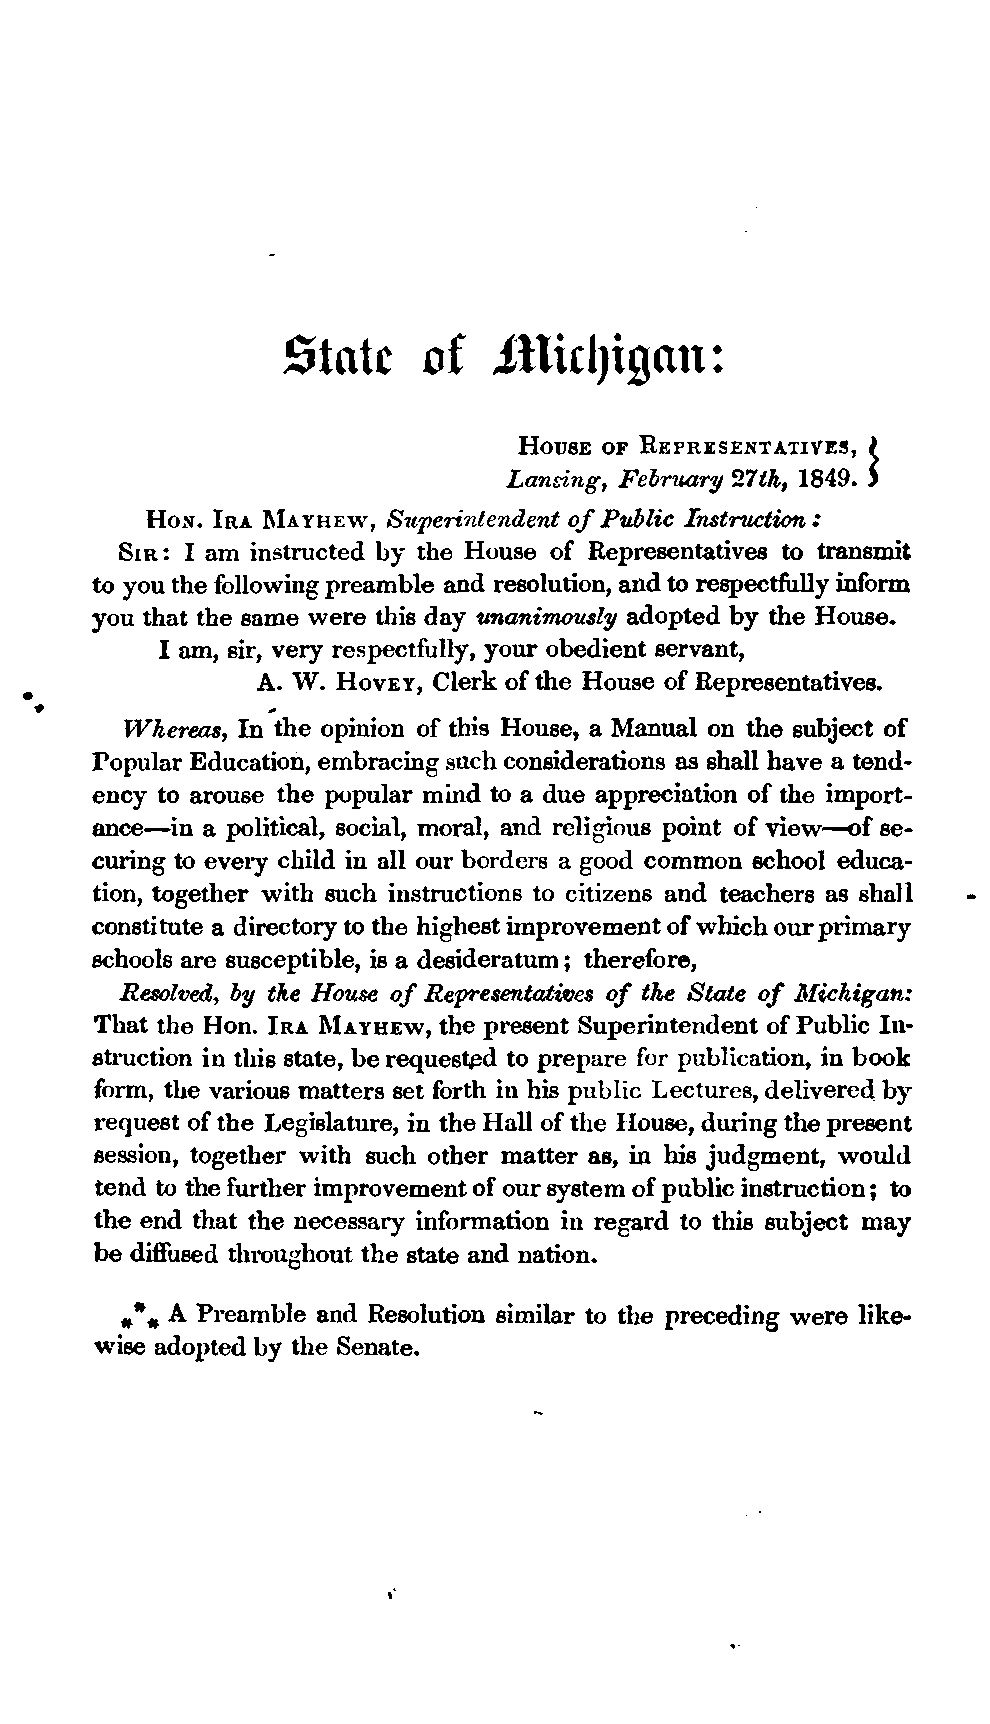 State of Michigan:
House of Representatives, }
Lansing, February 27th, 1849. }
Hon. Ira Mayhew, Superintendent of Public Instruction:
Sir: I am instructed by the House of Representatives to transmit
to you the following preamble and resolution, and to respectfully inform
you that the same were this day unanimously adopted by the House.
I am, sir, very respectfully, your obedient servant,
A. W. Hovey, Clerk of the House of Representatives.
Whereas, In the opinion of this House, a Manual on the subject of
Popular Education, embracing such considerations as shall have a tend-
ency to arouse the popular mind to a due appreciation of the import-
ance—in a political, social, moral, and religious point of view—of se-
curing to every child in all our borders a good common school educa-
tion, together with such instructions to citizens and teachers as shall
constitute a directory to the highest improvement of which our primary
schools are susceptible, is a desideratum; therefore,
Resolved, by the House of Representatives of the State of Michigan:
That the Hon. Ira Mayhew, the present Superintendent of Public In-
struction in this state, be requested to prepare for publication, in book
form, the various matters set forth in his public Lectures, delivered by
request of the Legislature, in the Hall of the House, during the present
session, together with such other matter as, in his judgment, would
tend to the further improvement of our system of public instruction; to
the end that the necessary information in regard to this subject may
be diffused throughout the state and nation.
*** A Preamble and Resolution similar to the preceding were like-
wise adopted by the Senate.